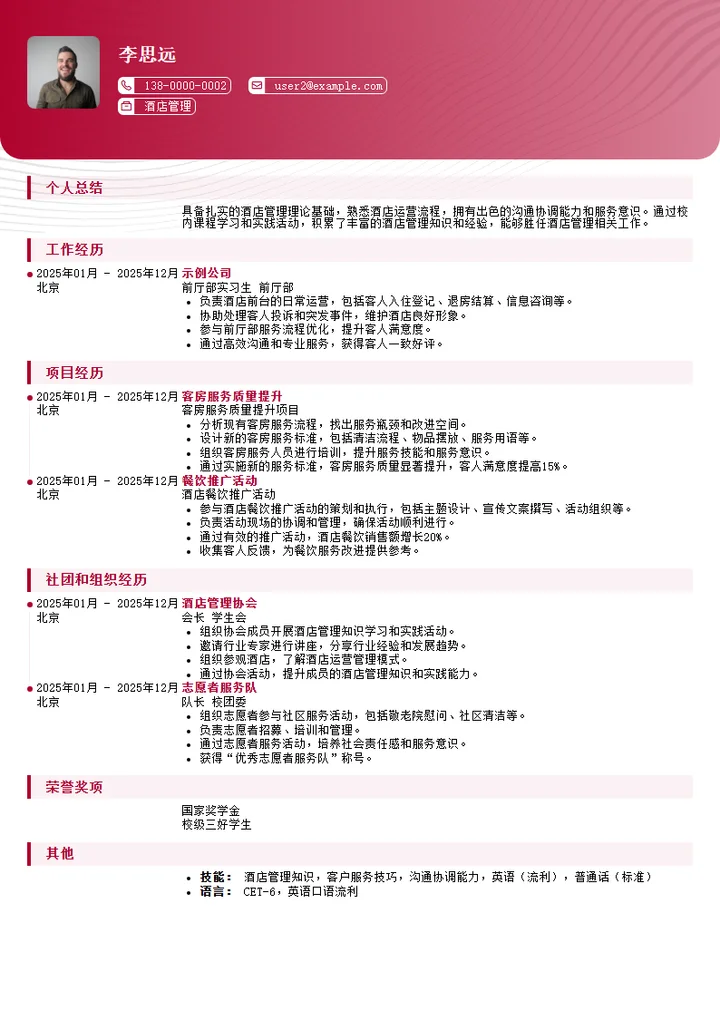 李思远
138-0000-0002 user2@example.com
酒店管理
个人总结
具备扎实的酒店管理理论基础，熟悉酒店运营流程，拥有出色的沟通协调能力和服务意识。通过校
内课程学习和实践活动，积累了丰富的酒店管理知识和经验，能够胜任酒店管理相关工作。
工作经历
2025年01月 - 2025年12月 示例公司
北京 前厅部实习生 前厅部
• 负责酒店前台的日常运营，包括客人入住登记、退房结算、信息咨询等。
• 协助处理客人投诉和突发事件，维护酒店良好形象。
• 参与前厅部服务流程优化，提升客人满意度。
• 通过高效沟通和专业服务，获得客人一致好评。
项目经历
2025年01月 - 2025年12月 客房服务质量提升
北京 客房服务质量提升项目
• 分析现有客房服务流程，找出服务瓶颈和改进空间。
• 设计新的客房服务标准，包括清洁流程、物品摆放、服务用语等。
• 组织客房服务人员进行培训，提升服务技能和服务意识。
• 通过实施新的服务标准，客房服务质量显著提升，客人满意度提高15%。
2025年01月 - 2025年12月 餐饮推广活动
北京 酒店餐饮推广活动
• 参与酒店餐饮推广活动的策划和执行，包括主题设计、宣传文案撰写、活动组织等。
• 负责活动现场的协调和管理，确保活动顺利进行。
• 通过有效的推广活动，酒店餐饮销售额增长20%。
• 收集客人反馈，为餐饮服务改进提供参考。
社团和组织经历
2025年01月 - 2025年12月 酒店管理协会
北京 会长 学生会
• 组织协会成员开展酒店管理知识学习和实践活动。
• 邀请行业专家进行讲座，分享行业经验和发展趋势。
• 组织参观酒店，了解酒店运营管理模式。
• 通过协会活动，提升成员的酒店管理知识和实践能力。
2025年01月 - 2025年12月 志愿者服务队
北京 队长 校团委
• 组织志愿者参与社区服务活动，包括敬老院慰问、社区清洁等。
• 负责志愿者招募、培训和管理。
• 通过志愿者服务活动，培养社会责任感和服务意识。
• 获得“优秀志愿者服务队”称号。
荣誉奖项
国家奖学金
校级三好学生
其他
• 技能： 酒店管理知识，客户服务技巧，沟通协调能力，英语（流利），普通话（标准）
• 语言： CET-6，英语口语流利